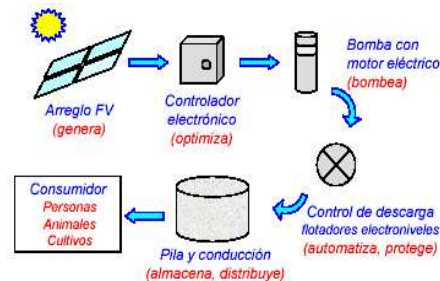 Arreglo FV
(genera)
Controlador
electrónico
(optimiza)
Bomba con
motor eléctrico
(bombea)
Control de descarga
flotadores electroniveles
(automatiza, protege)
Pila y conducción
(almacena, distribuye)
Consumidor
Personas
Animales
Cultivos